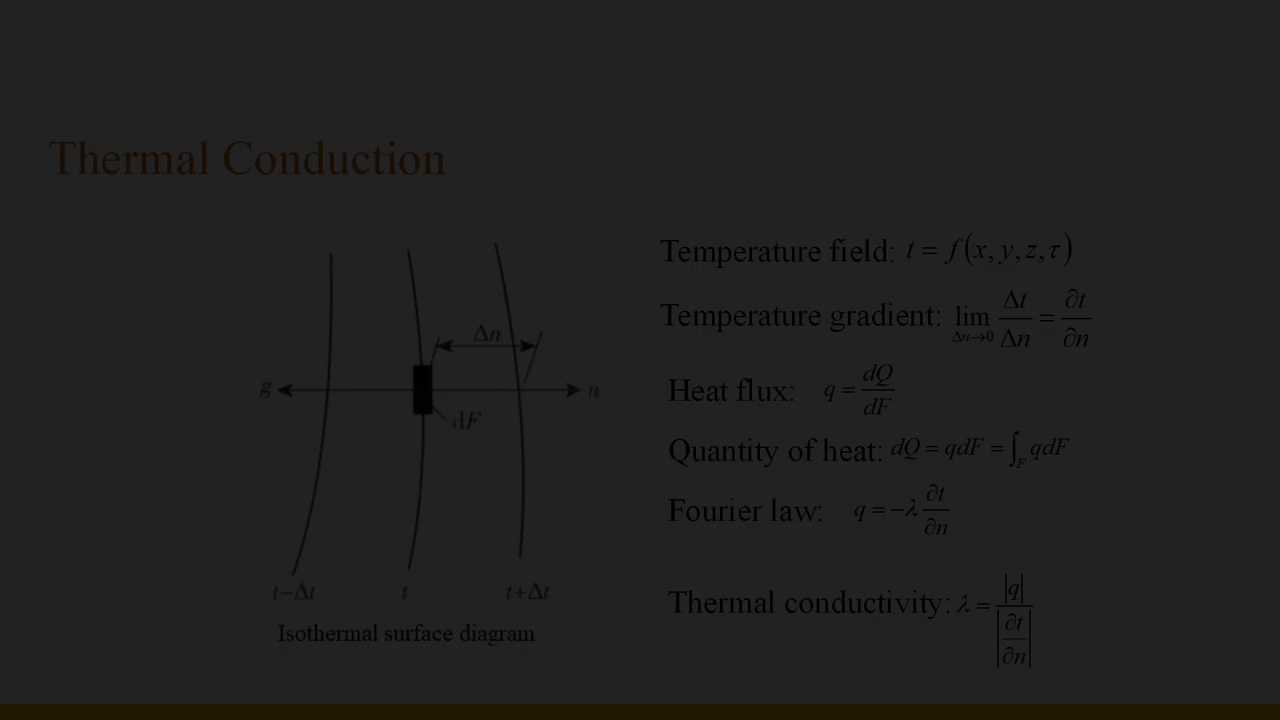 Thermal Conduction
Δn
g
n
dF
t−Δt
t
t+Δt
Isothermal surface diagram
Temperature field: t = f(x, y, z, τ)
Temperature gradient: lim Δn→0 Δt/Δn = ∂t/∂n
Heat flux: q = dQ/dF
Quantity of heat: dQ = qdF = ∫_F qdF
Fourier law: q = −λ ∂t/∂n
Thermal conductivity: λ = |q|/|∂t/∂n|